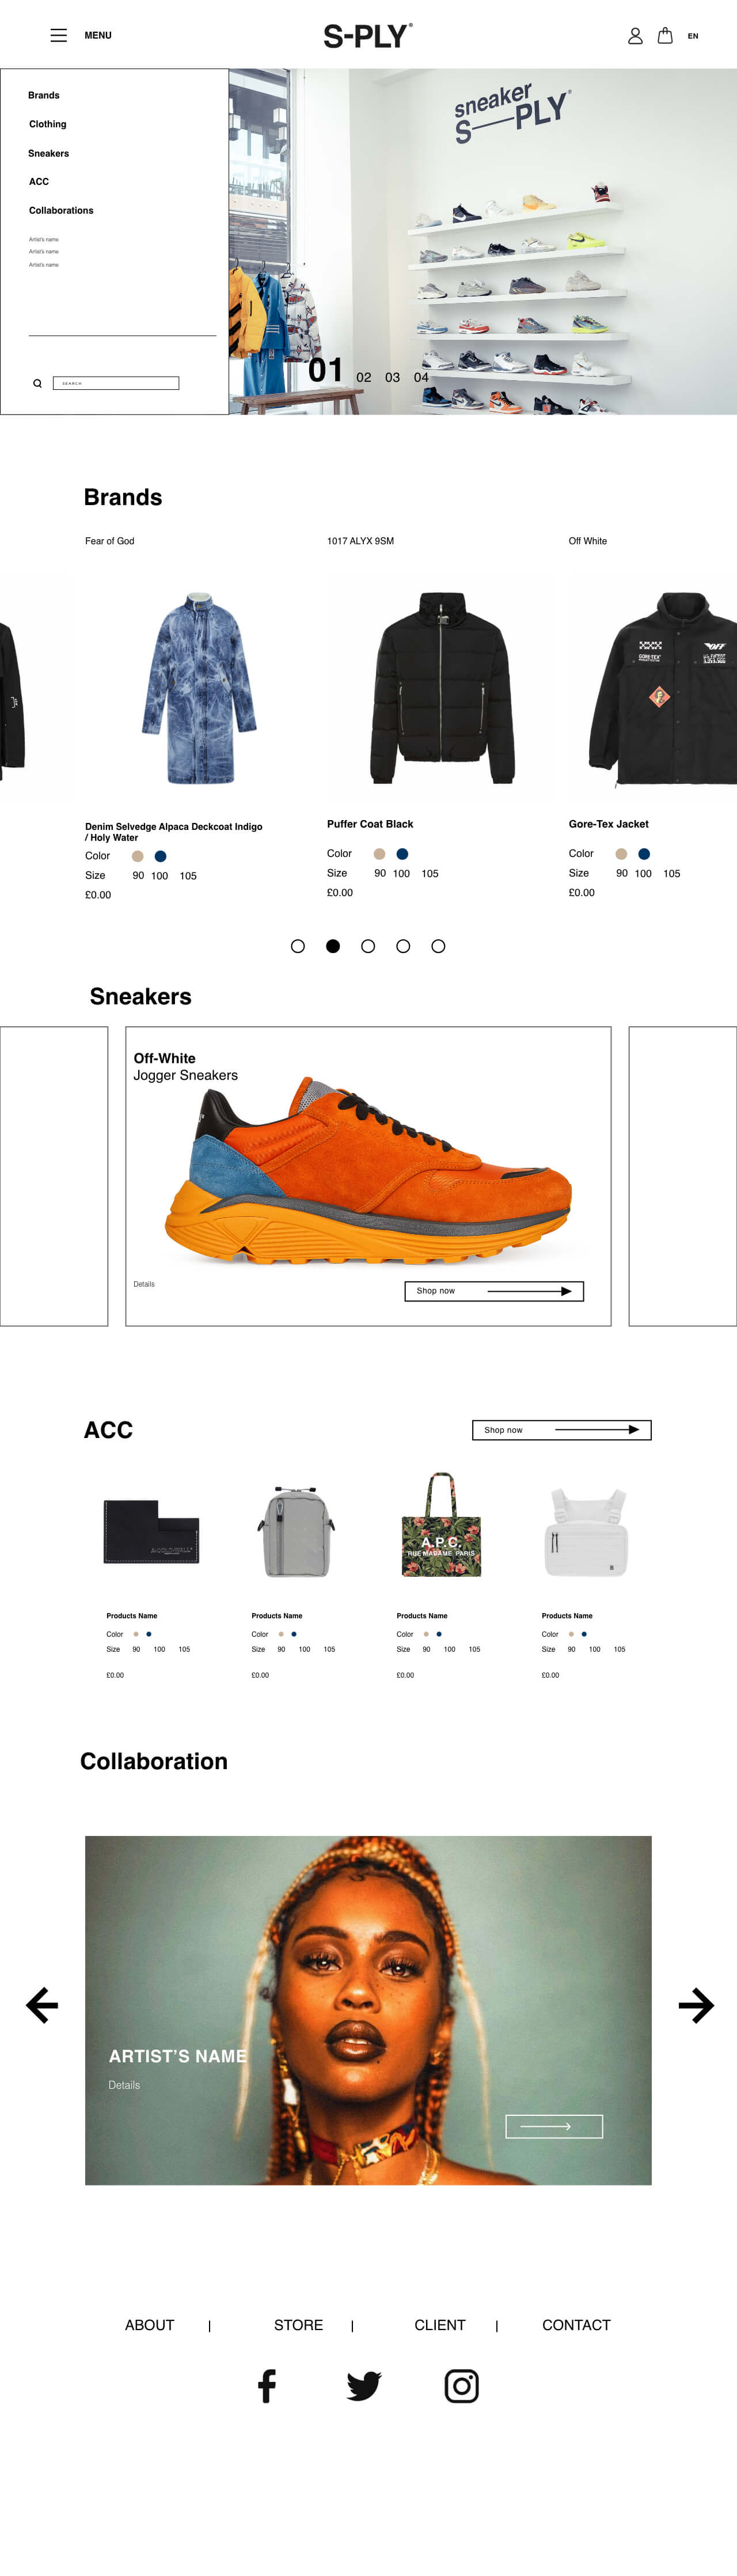 MENU
S-PLY®
EN
Brands
Clothing
Sneakers
ACC
Collaborations
Artist's name
Artist's name
Artist's name
SEARCH
sneaker
S—PLY®
01 02 03 04
Brands
Fear of God
1017 ALYX 9SM
Off White
GORE-TEX
OFF
Denim Selvedge Alpaca Deckcoat Indigo
/ Holy Water
Color
Size 90 100 105
£0.00
Puffer Coat Black
Color
Size 90 100 105
£0.00
Gore-Tex Jacket
Color
Size 90 100 105
£0.00
Sneakers
Off-White
Jogger Sneakers
Details
Shop now
ACC
Shop now
A.P.C.
RUE MADAME PARIS
Products Name
Color
Size 90 100 105
£0.00
Products Name
Color
Size 90 100 105
£0.00
Products Name
Color
Size 90 100 105
£0.00
Products Name
Color
Size 90 100 105
£0.00
Collaboration
ARTIST'S NAME
Details
ABOUT | STORE | CLIENT | CONTACT